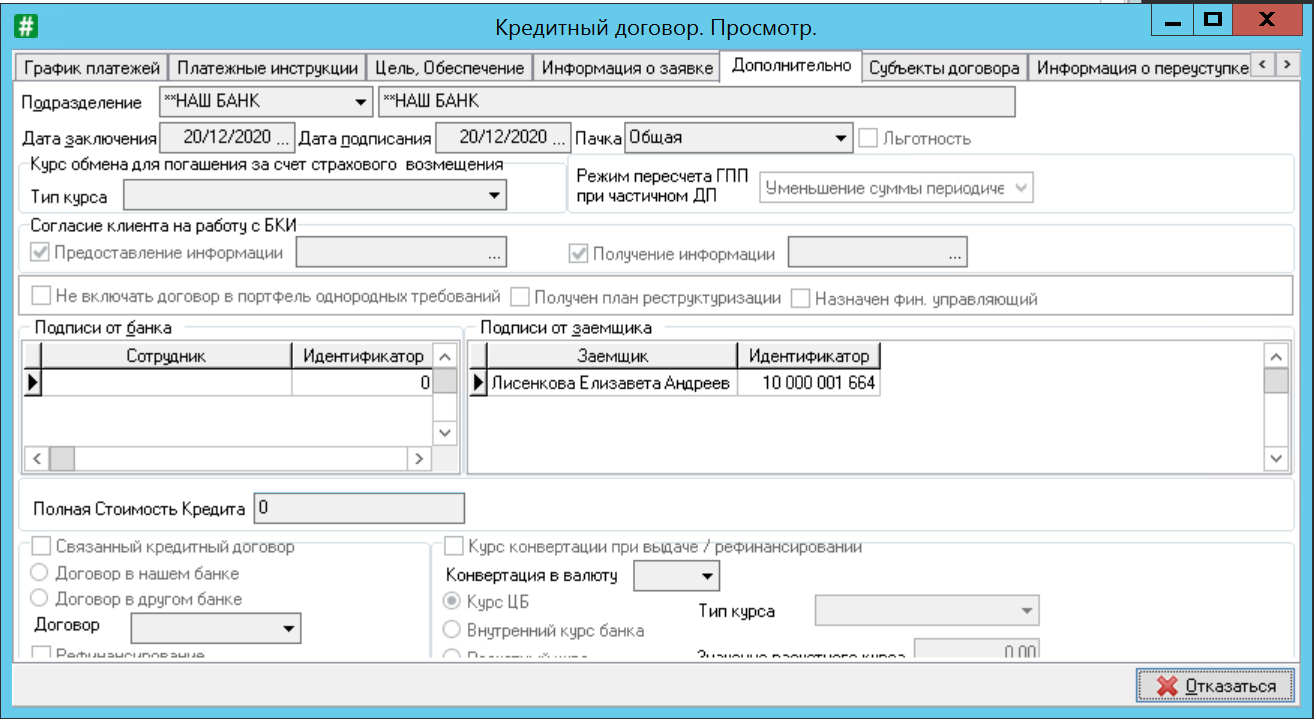 Кредитный договор. Просмотр.
График платежей Платежные инструкции Цель, Обеспечение Информация о заявке Дополнительно Субъекты договора Информация о переуступке
Подразделение **НАШ БАНК **НАШ БАНК
Дата заключения 20/12/2020 ... Дата подписания 20/12/2020 ... Пачка Общая Льготность
Курс обмена для погашения за счет страхового возмещения
Тип курса
Режим пересчета ГПП
при частичном ДП
Уменьшение суммы периодиче
Согласие клиента на работу с БКИ
Предоставление информации ... Получение информации ...
Не включать договор в портфель однородных требований Получен план реструктуризации Назначен фин. управляющий
Подписи от банка
Сотрудник Идентификатор
0
Подписи от заемщика
Заемщик Идентификатор
Лисенкова Елизавета Андреев 10 000 001 664
Полная Стоимость Кредита 0
Связанный кредитный договор
Договор в нашем банке
Договор в другом банке
Договор
Рефинансирование
Курс конвертации при выдаче / рефинансировании
Конвертация в валюту
Курс ЦБ
Тип курса
Внутренний курс банка
Расчетный курс
Значение расчетного курса 0.00
Отказаться